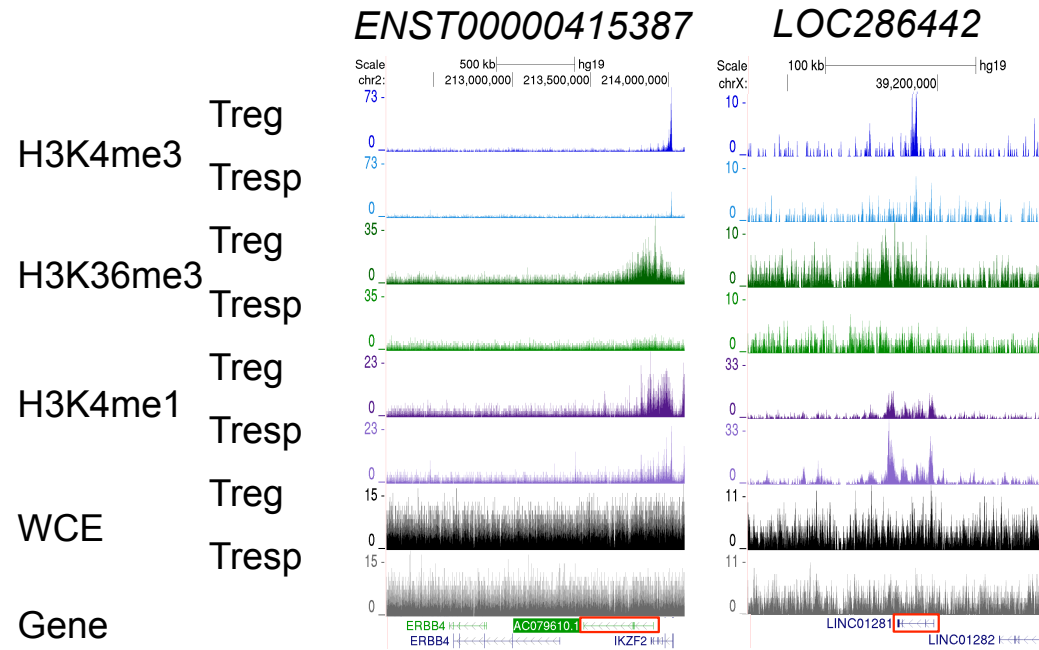 ENST00000415387
LOC286442
Scale 500 kb hg19
chr2: 213,000,000 213,500,000 214,000,000
Scale 100 kb hg19
chrX: 39,200,000
H3K4me3
Treg
73 -
0 _
10 -
0 _
Tresp
73 -
0 _
10 -
0 _
H3K36me3
Treg
35 -
0 _
10 -
0 _
Tresp
35 -
0 _
10 -
0 _
H3K4me1
Treg
23 -
0 _
33 -
0 _
Tresp
23 -
0 _
33 -
0 _
WCE
Treg
15 -
0 _
11 -
0 _
Tresp
15 -
0 _
11 -
0 _
Gene
ERBB4 AC079610.1
ERBB4 IKZF2
LINC01281
LINC01282